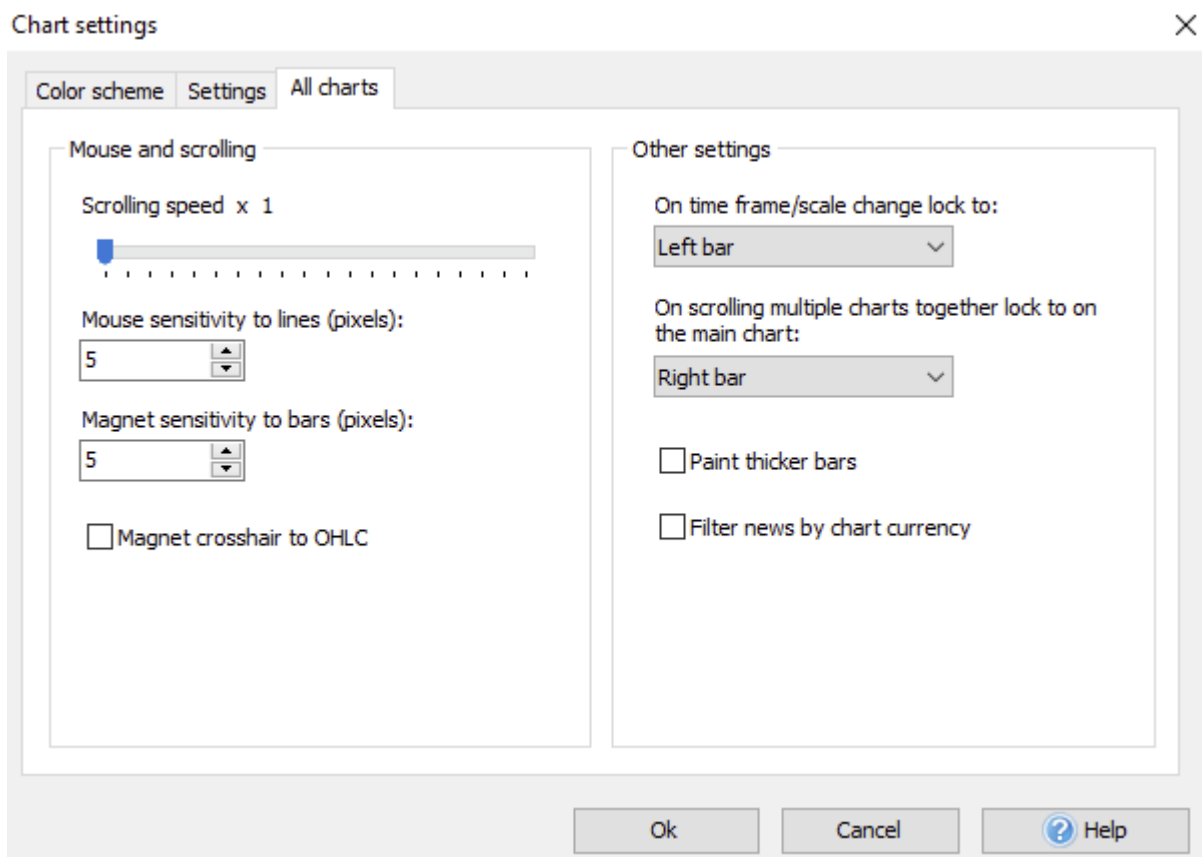 Chart settings
Color scheme
Settings
All charts
Mouse and scrolling
Scrolling speed x 1
Mouse sensitivity to lines (pixels):
5
Magnet sensitivity to bars (pixels):
5
Magnet crosshair to OHLC
Other settings
On time frame/scale change lock to:
Left bar
On scrolling multiple charts together lock to on
the main chart:
Right bar
Paint thicker bars
Filter news by chart currency
Ok
Cancel
Help